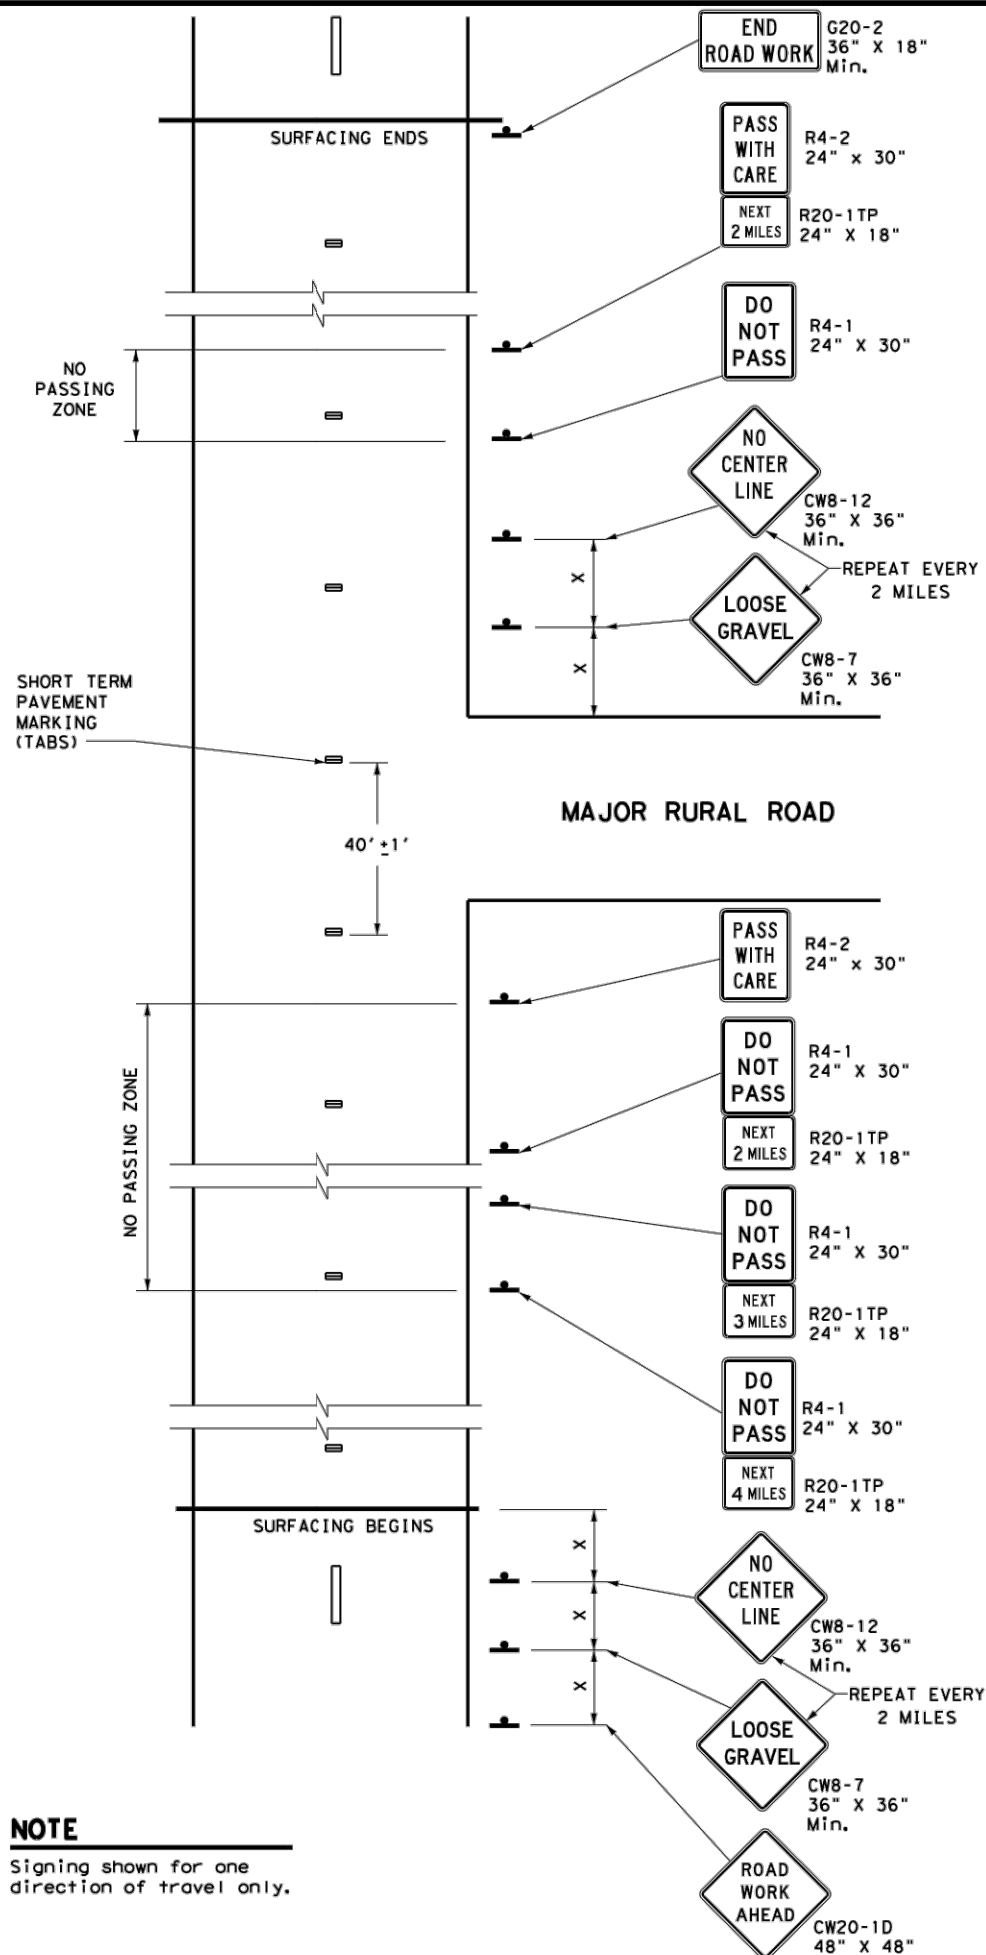 END
ROAD WORK
G20-2
36" X 18"
Min.
SURFACING ENDS
PASS
WITH
CARE
R4-2
24" x 30"
NEXT
2 MILES
R20-1TP
24" X 18"
DO
NOT
PASS
R4-1
24" X 30"
NO
PASSING
ZONE
NO
CENTER
LINE
CW8-12
36" X 36"
Min.
X
REPEAT EVERY
2 MILES
LOOSE
GRAVEL
X
CW8-7
36" X 36"
Min.
SHORT TERM
PAVEMENT
MARKING
(TABS)
MAJOR RURAL ROAD
40' ±1'
PASS
WITH
CARE
R4-2
24" x 30"
DO
NOT
PASS
R4-1
24" X 30"
NEXT
2 MILES
R20-1TP
24" X 18"
NO PASSING ZONE
DO
NOT
PASS
R4-1
24" X 30"
NEXT
3 MILES
R20-1TP
24" X 18"
DO
NOT
PASS
R4-1
24" X 30"
NEXT
4 MILES
R20-1TP
24" X 18"
SURFACING BEGINS
X
NO
CENTER
LINE
X
CW8-12
36" X 36"
Min.
X
REPEAT EVERY
2 MILES
LOOSE
GRAVEL
CW8-7
36" X 36"
Min.
NOTE
Signing shown for one
direction of travel only.
ROAD
WORK
AHEAD
CW20-1D
48" X 48"